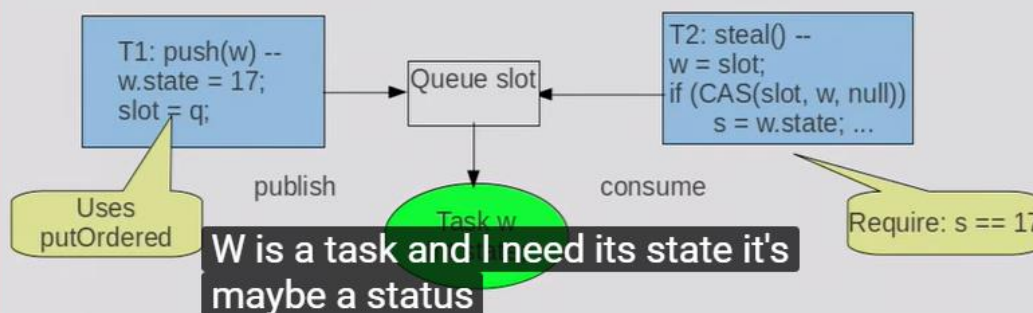 T1: push(w) --
w.state = 17;
slot = q;
Queue slot
T2: steal() --
w = slot;
if (CAS(slot, w, null))
s = w.state; ...
publish
consume
Uses
putOrdered
Task w
Require: s == 17
W is a task and I need its state it's
maybe a status